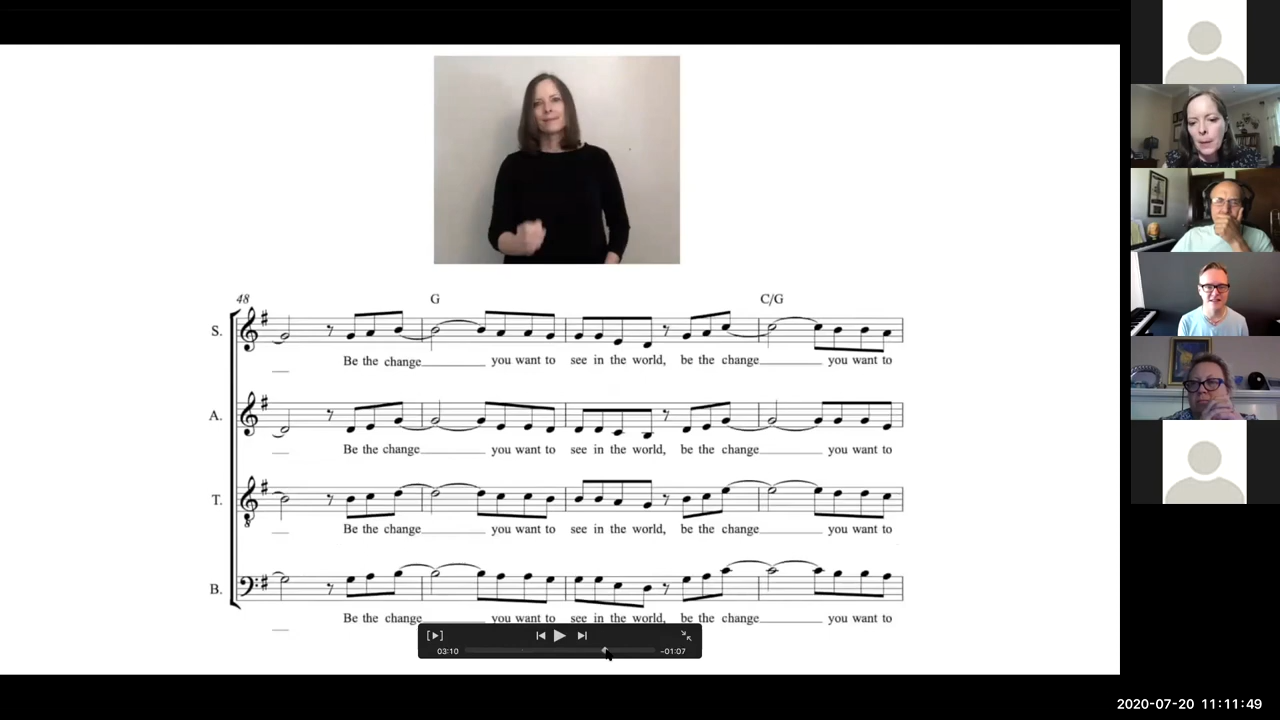 48 G C/G
S.
Be the change you want to see in the world, be the change you want to
A.
Be the change you want to see in the world, be the change you want to
T.
8
Be the change you want to see in the world, be the change you want to
B.
Be the change you want to see in the world, be the change you want to
03:10 -01:07
2020-07-20 11:11:49